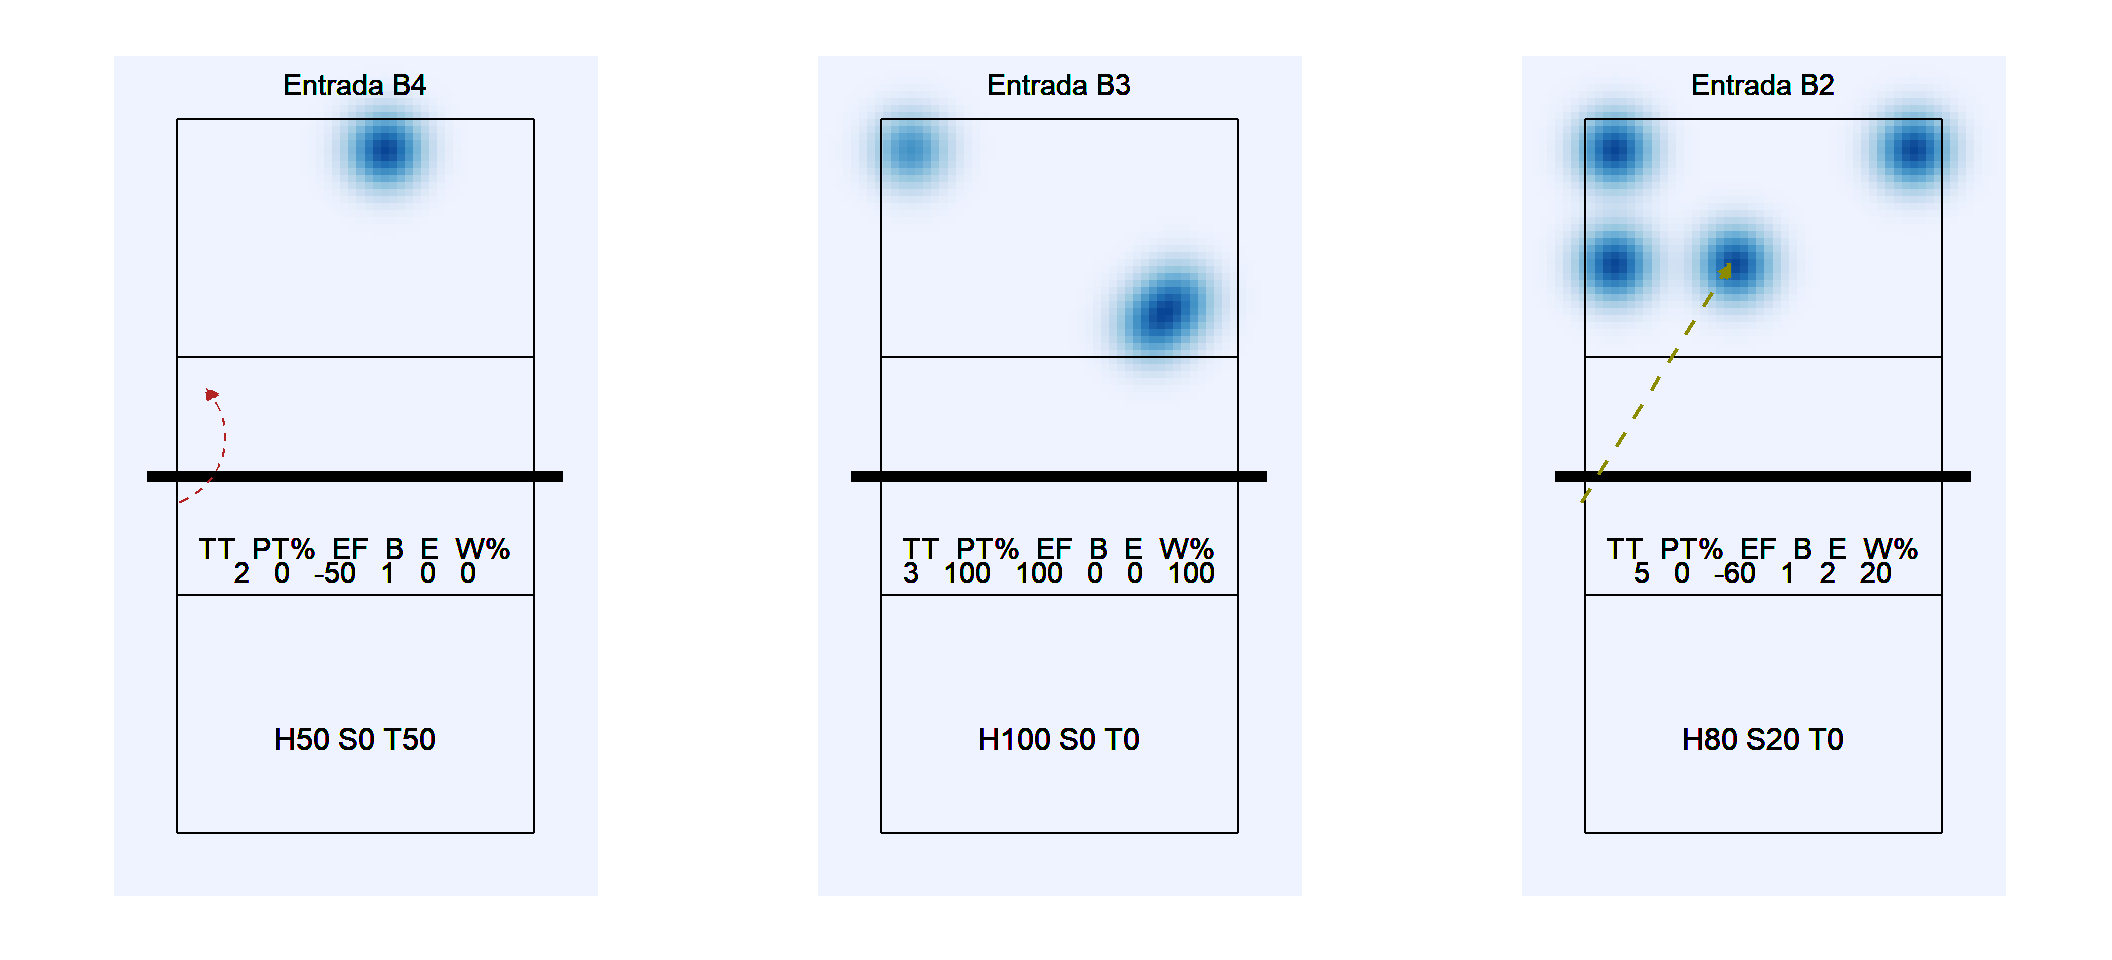 Entrada B4
TT PT% EF B E W%
2 0 -50 1 0 0
H50 S0 T50
Entrada B3
TT PT% EF B E W%
3 100 100 0 0 100
H100 S0 T0
Entrada B2
TT PT% EF B E W%
5 0 -60 1 2 20
H80 S20 T0